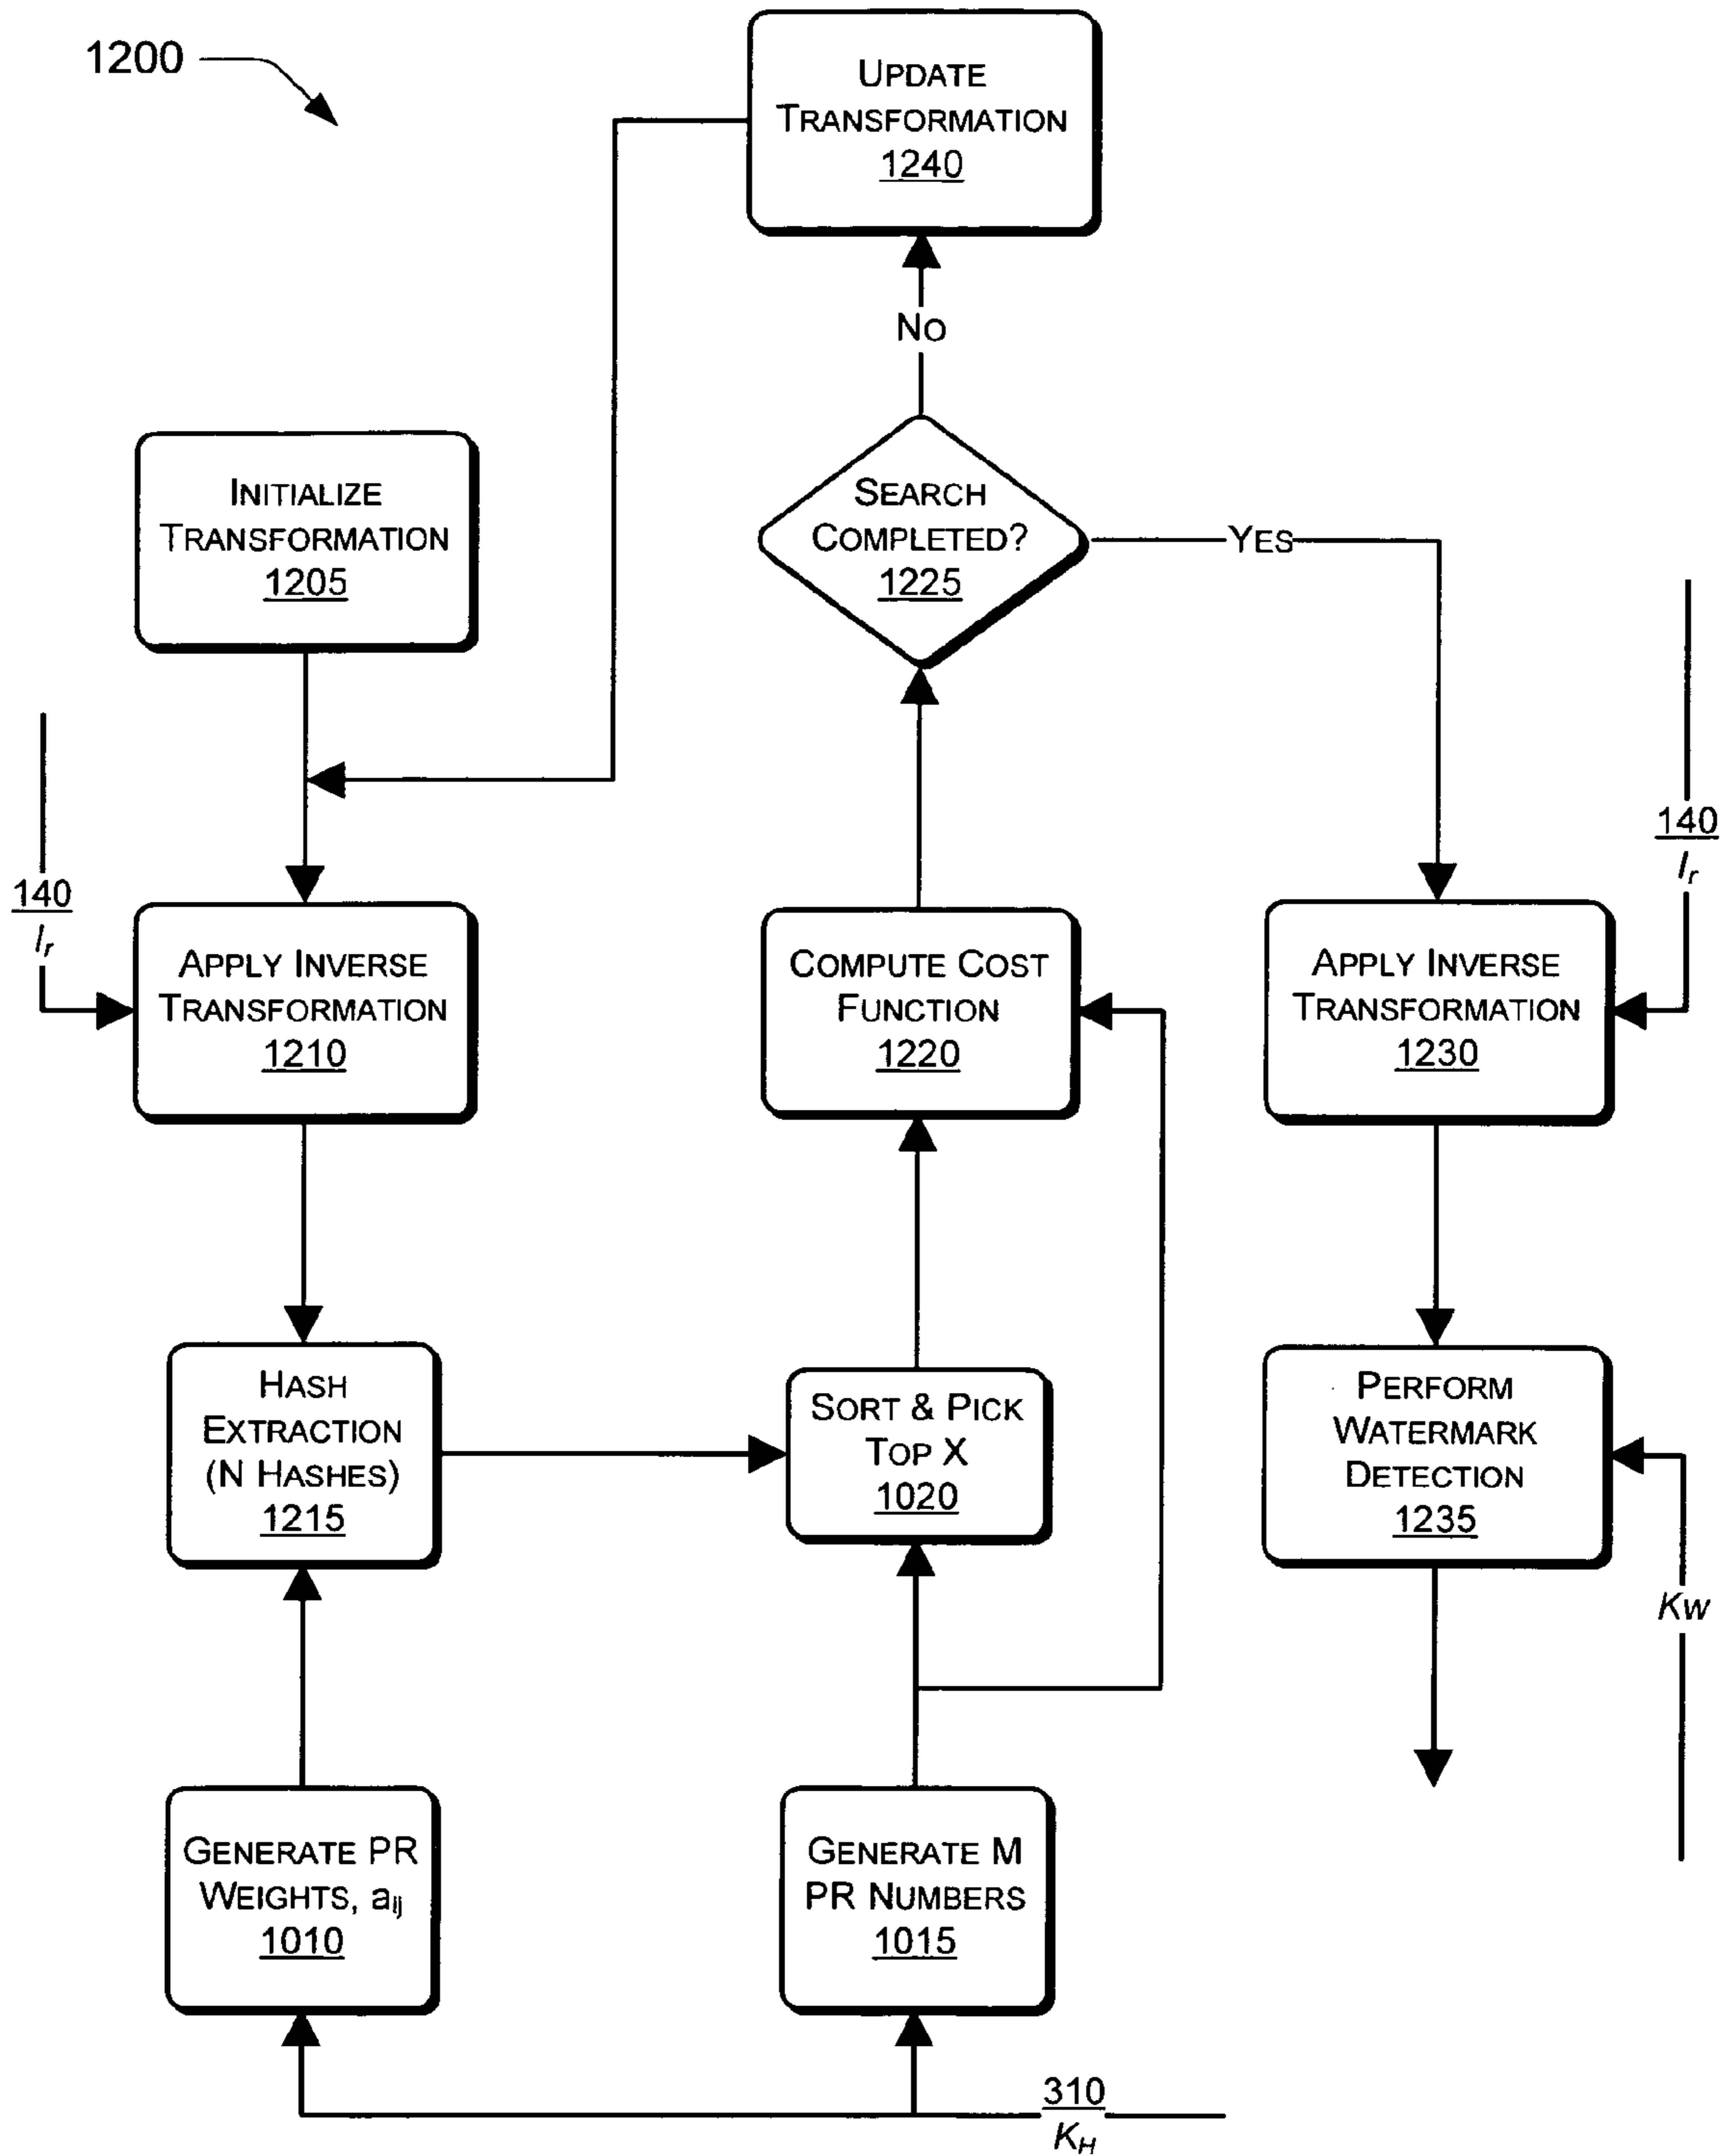 1200
UPDATE
TRANSFORMATION
1240
NO
INITIALIZE
TRANSFORMATION
1205
SEARCH
COMPLETED?
1225
YES
140
Ir
APPLY INVERSE
TRANSFORMATION
1210
COMPUTE COST
FUNCTION
1220
140
Ir
APPLY INVERSE
TRANSFORMATION
1230
HASH
EXTRACTION
(N HASHES)
1215
SORT & PICK
TOP X
1020
PERFORM
WATERMARK
DETECTION
1235
KW
GENERATE PR
WEIGHTS, aij
1010
GENERATE M
PR NUMBERS
1015
310
KH